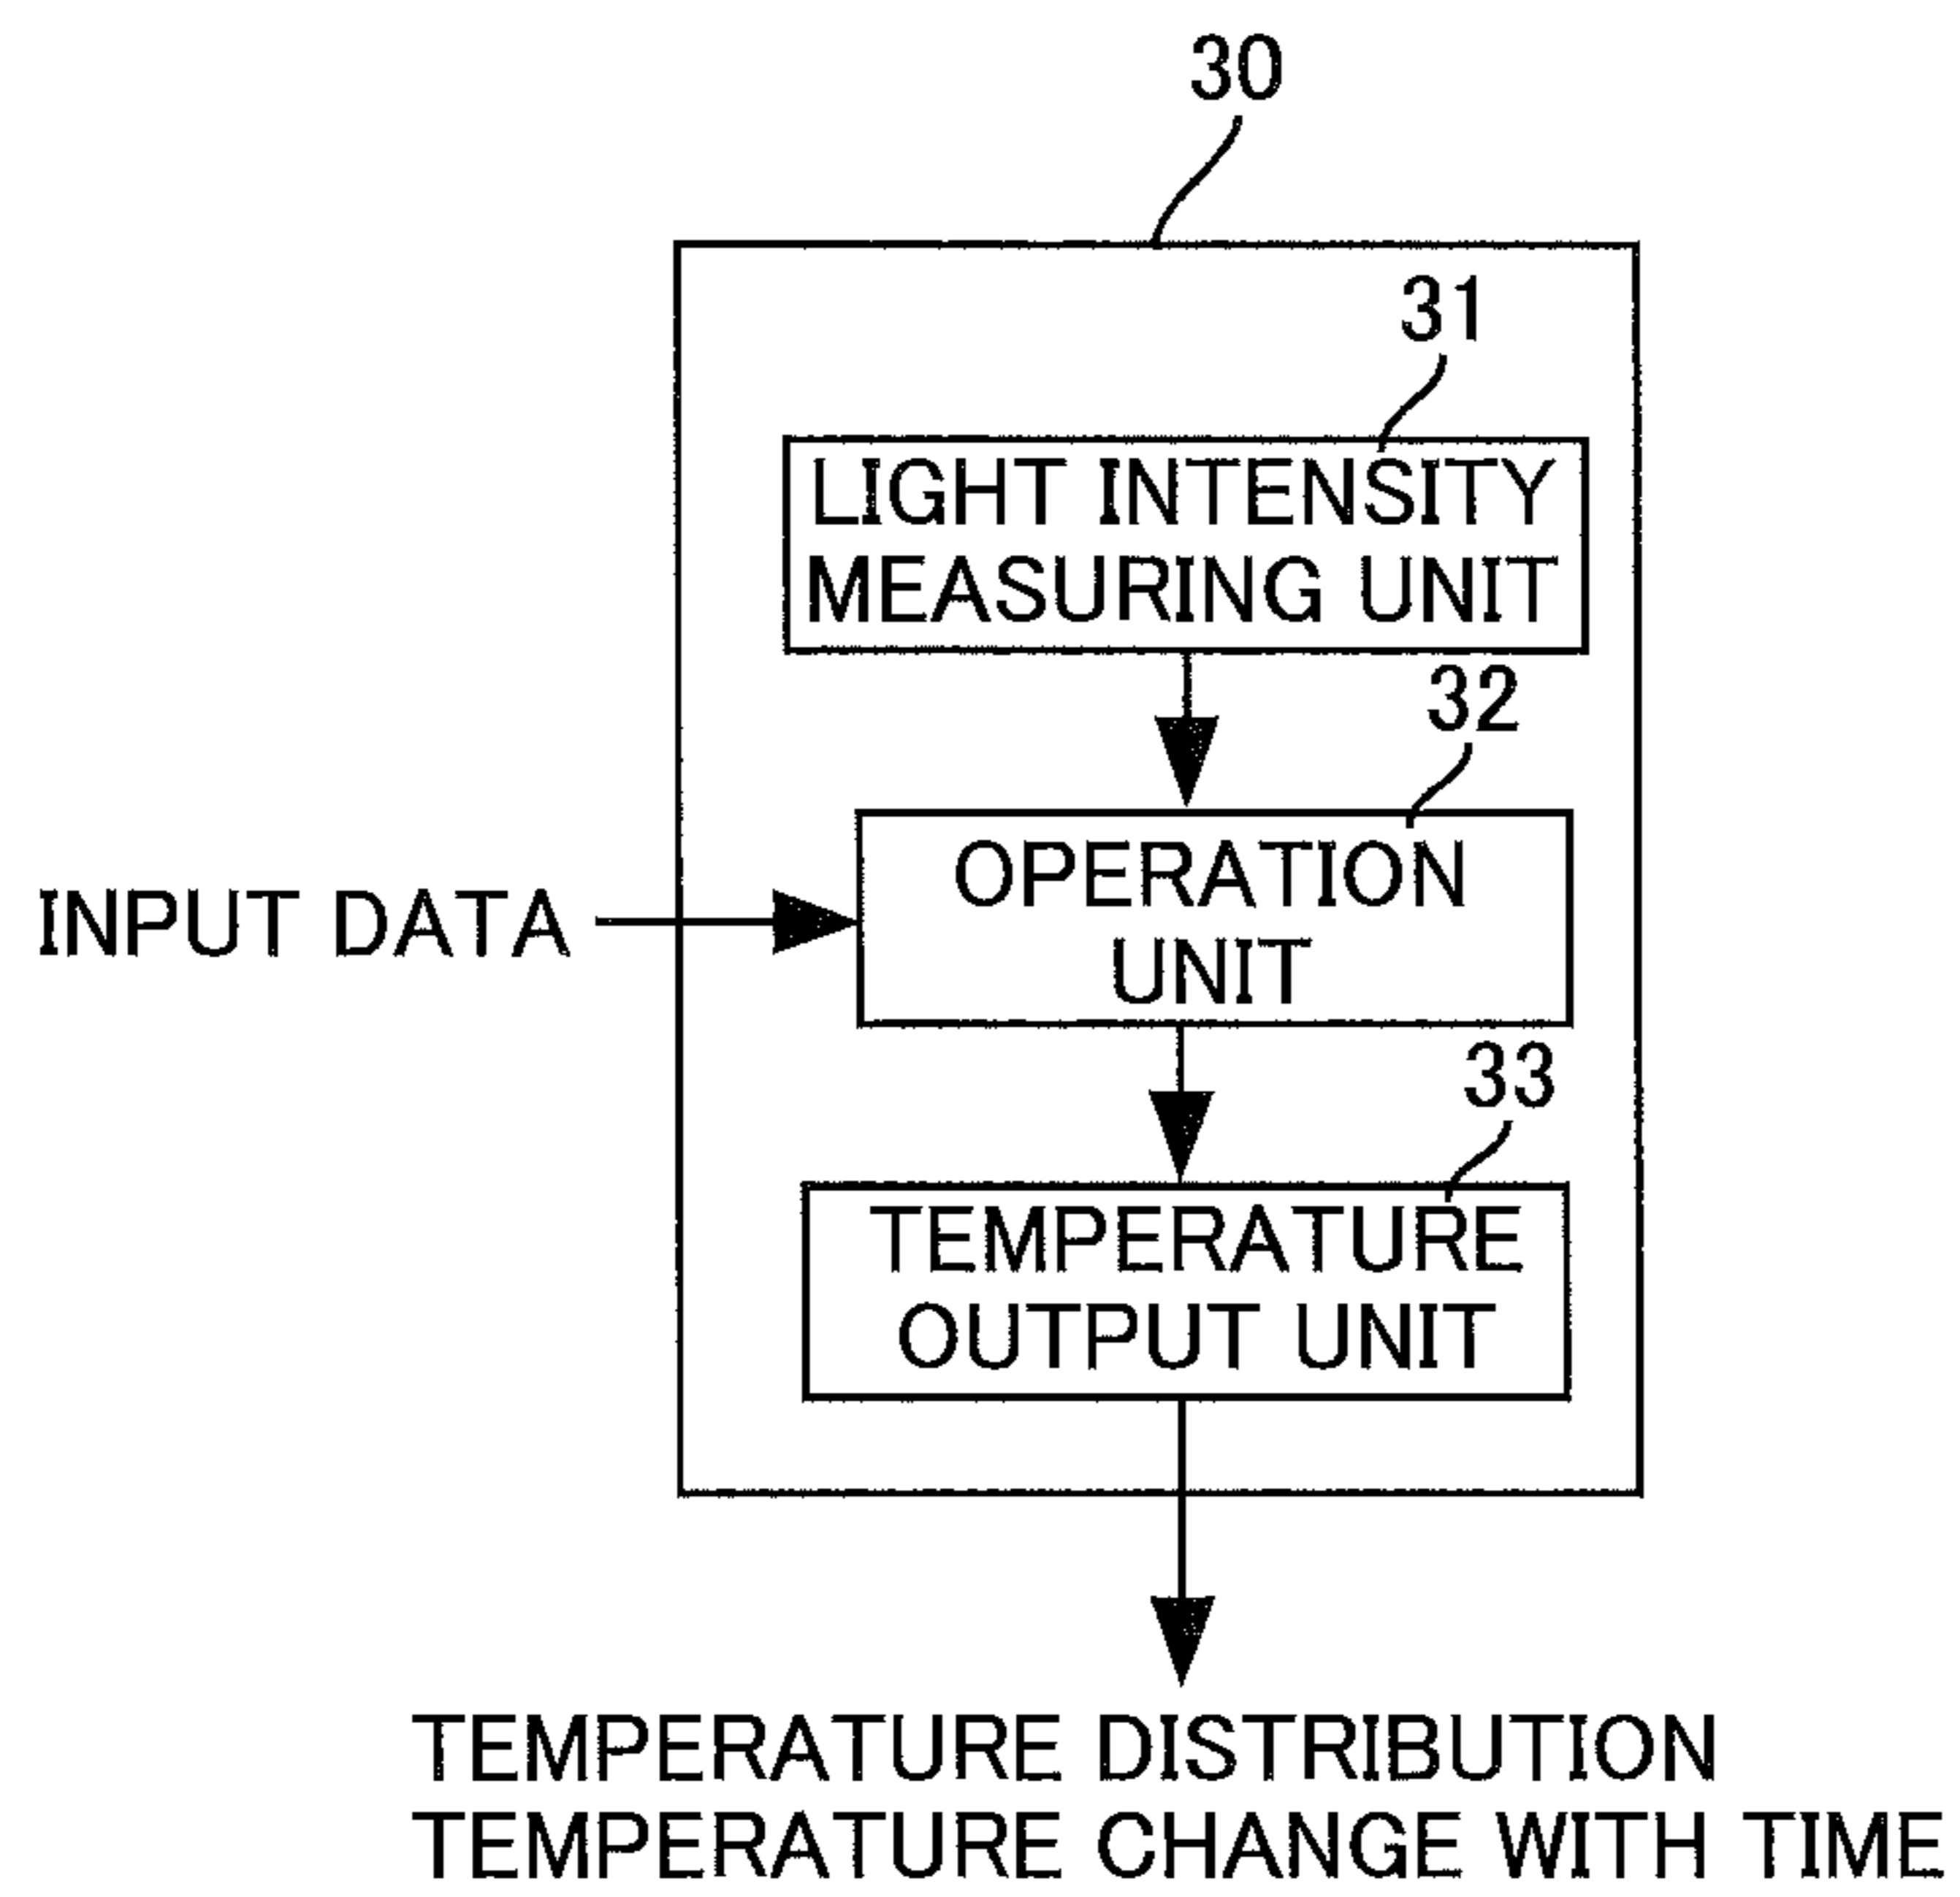 30
31
LIGHT INTENSITY
MEASURING UNIT
32
OPERATION
UNIT
INPUT DATA
33
TEMPERATURE
OUTPUT UNIT
TEMPERATURE DISTRIBUTION
TEMPERATURE CHANGE WITH TIME